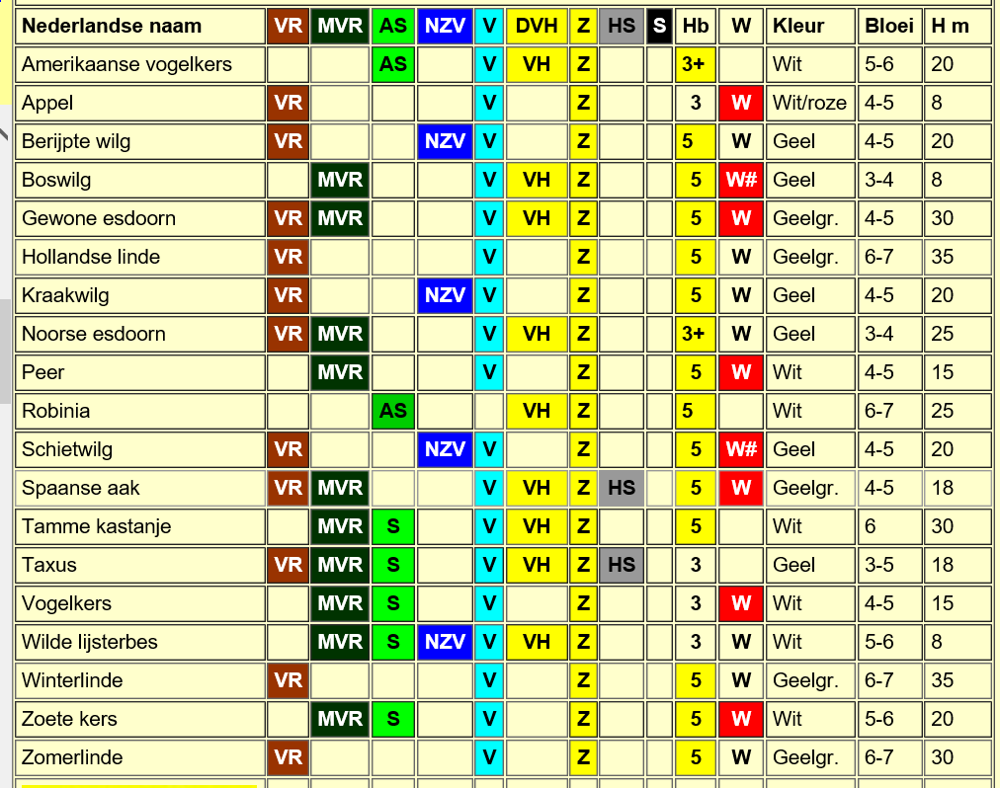 Nederlandse naam VR MVR AS NZV V DVH Z HS S Hb W Kleur Bloei H m
Amerikaanse vogelkers AS V VH Z 3+ Wit 5-6 20
Appel VR V Z 3 W Wit/roze 4-5 8
Berijpte wilg VR NZV V Z 5 W Geel 4-5 20
Boswilg MVR V VH Z 5 W# Geel 3-4 8
Gewone esdoorn VR MVR V VH Z 5 W Geelgr. 4-5 30
Hollandse linde VR V Z 5 W Geelgr. 6-7 35
Kraakwilg VR NZV V Z 5 W Geel 4-5 20
Noorse esdoorn VR MVR V VH Z 3+ W Geel 3-4 25
Peer MVR V Z 5 W Wit 4-5 15
Robinia AS VH Z 5 Wit 6-7 25
Schietwilg VR NZV V Z 5 W# Geel 4-5 20
Spaanse aak VR MVR V VH Z HS 5 W Geelgr. 4-5 18
Tamme kastanje MVR S V VH Z 5 Wit 6 30
Taxus VR MVR S V VH Z HS 3 Geel 3-5 18
Vogelkers MVR S V Z 3 W Wit 4-5 15
Wilde lijsterbes MVR S NZV V VH Z 3 W Wit 5-6 8
Winterlinde VR V Z 5 W Geelgr. 6-7 35
Zoete kers MVR S V Z 5 W Wit 5-6 20
Zomerlinde VR V Z 5 W Geelgr. 6-7 30